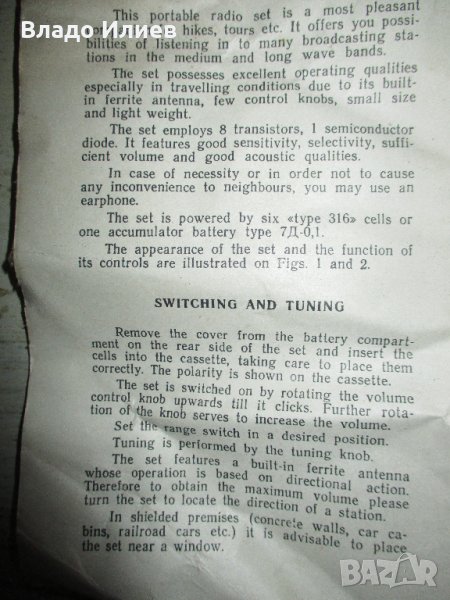 Владо Илиев
This portable radio set is a most pleasant
hikes, tours etc. It offers you possi-
bilities of listening in to many broadcasting sta-
tions in the medium and long wave bands.
The set possesses excellent operating qualities
especially in travelling conditions due to its built-
in ferrite antenna, few control knobs, small size
and light weight.
The set employs 8 transistors, 1 semiconductor
diode. It features good sensitivity, selectivity, suffi-
cient volume and good acoustic qualities.
In case of necessity or in order not to cause
any inconvenience to neighbours, you may use an
earphone.
The set is powered by six «type 316» cells or
one accumulator battery type 7Д-0,1.
The appearance of the set and the function of
its controls are illustrated on Figs. 1 and 2.
SWITCHING AND TUNING
Remove the cover from the battery compart-
ment on the rear side of the set and insert the
cells into the cassette, taking care to place them
correctly. The polarity is shown on the cassette.
The set is switched on by rotating the volume
control knob upwards till it clicks. Further rota-
tion of the knob serves to increase the volume.
Set the range switch in a desired position.
Tuning is performed by the tuning knob.
The set features a built-in ferrite antenna
whose operation is based on directional action.
Therefore to obtain the maximum volume please
turn the set to locate the direction of a station.
In shielded premises (concrete walls, car ca-
bins, railroad cars etc.) it is advisable to place
the set near a window.
BAZAR